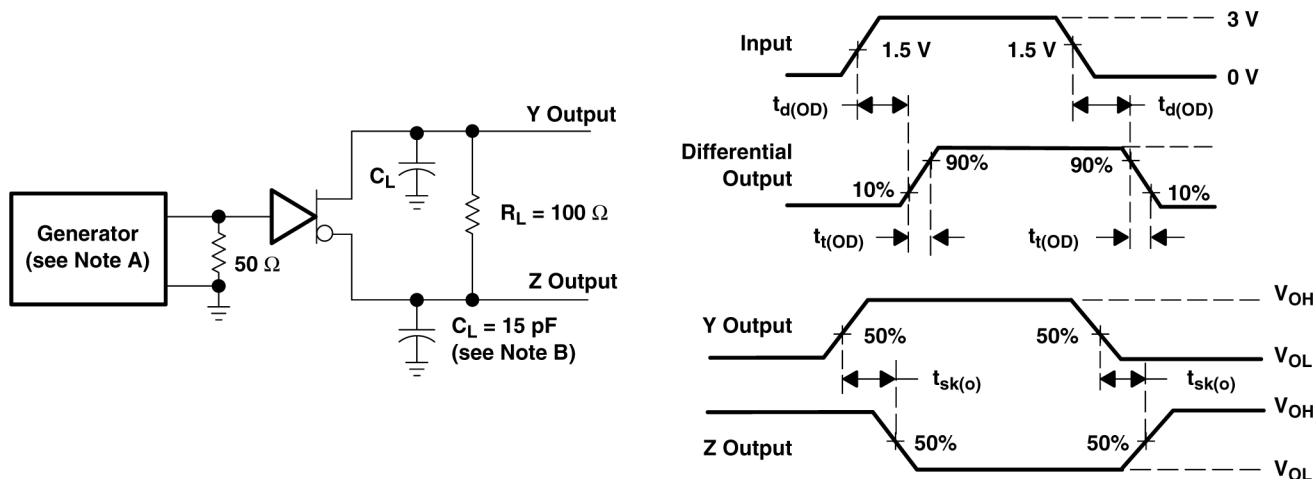 Y Output
C_L
R_L = 100 Ω
Generator
(see Note A)
50 Ω
Z Output
C_L = 15 pF
(see Note B)
3 V
Input
1.5 V
1.5 V
0 V
t_d(OD)
t_d(OD)
Differential
Output
90%
90%
10%
10%
t_t(OD)
t_t(OD)
V_OH
Y Output
50%
50%
V_OL
t_sk(o)
t_sk(o)
V_OH
Z Output
50%
50%
V_OL